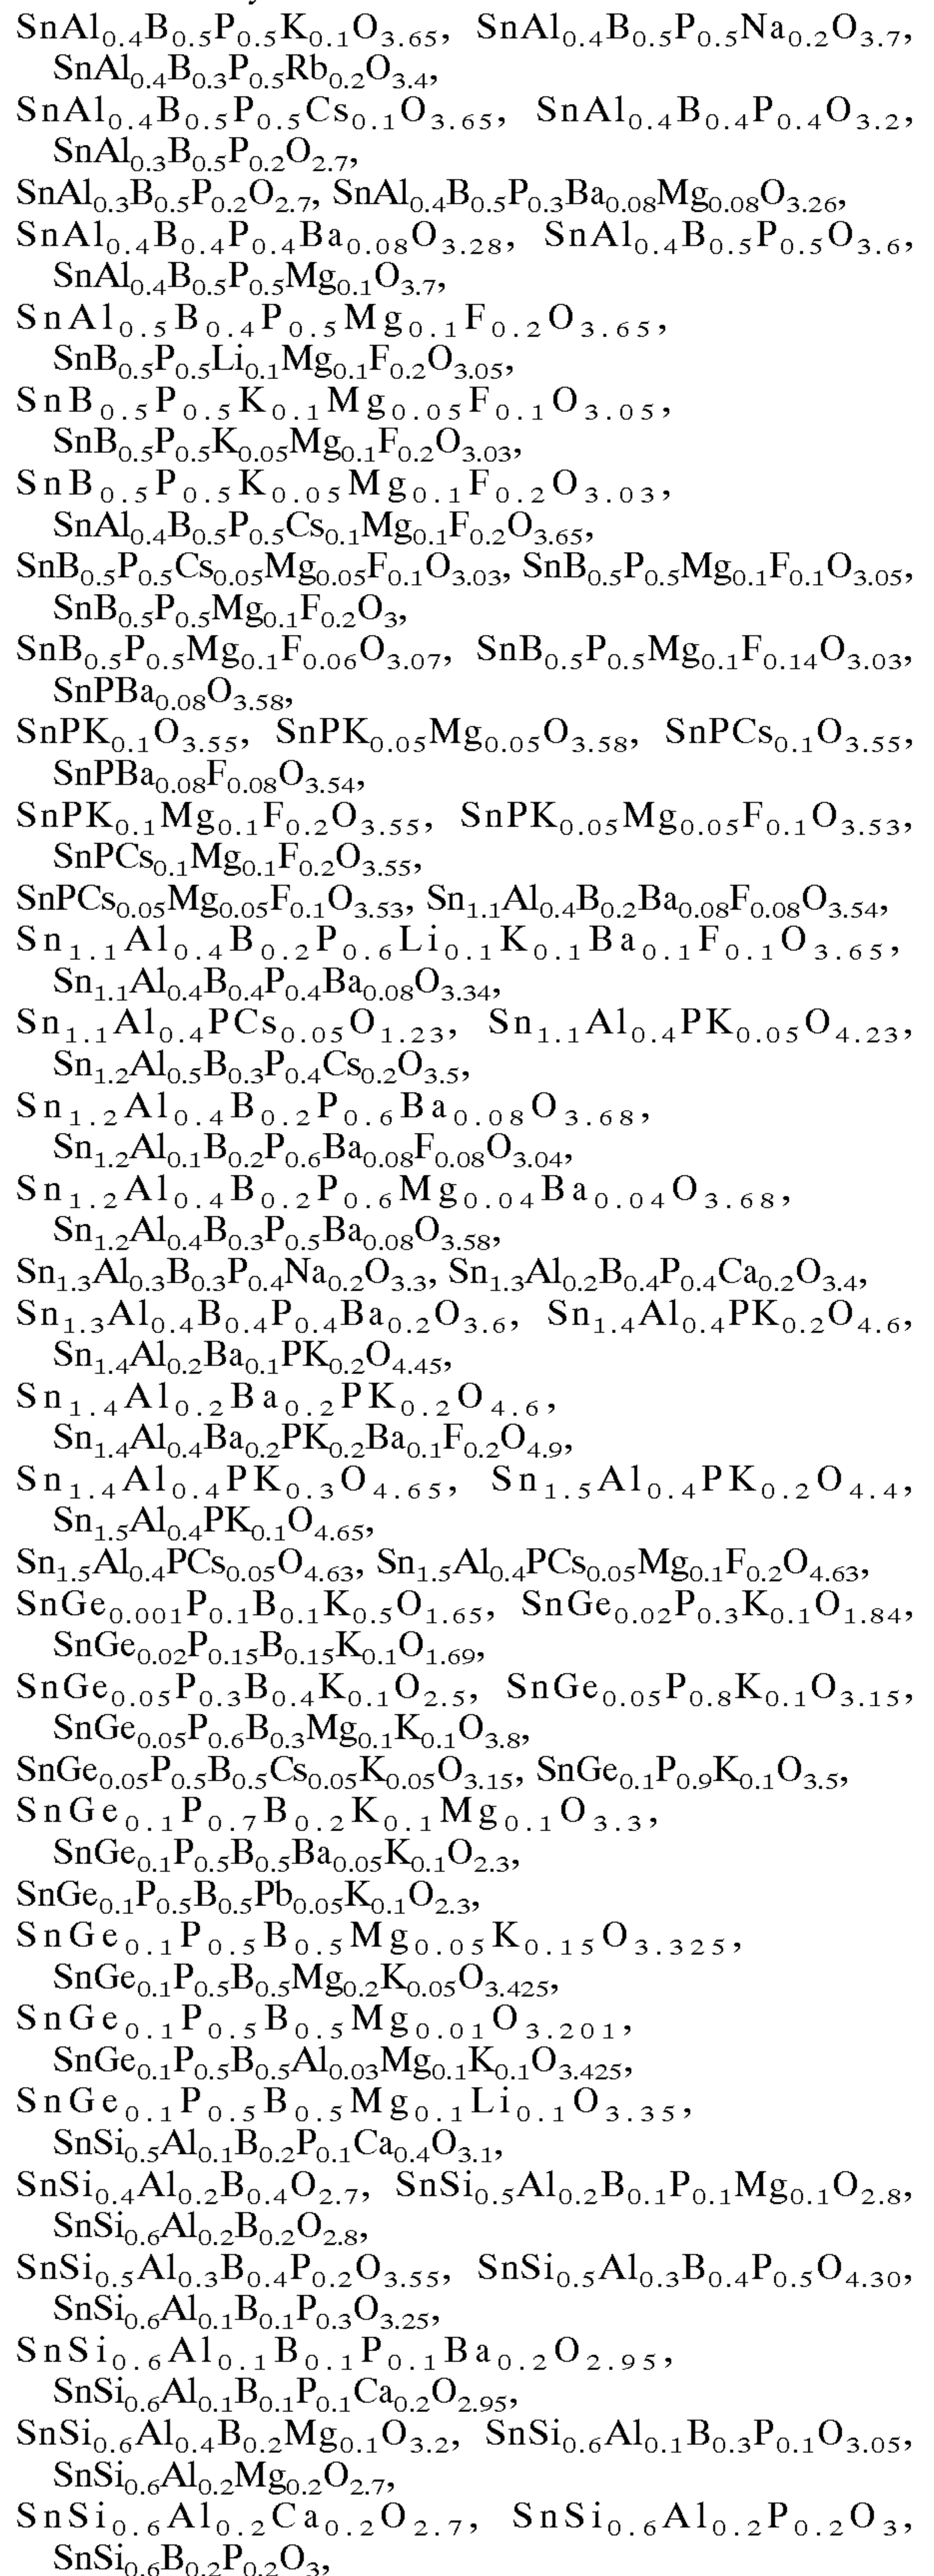 SnAl₀.₄B₀.₅P₀.₅K₀.₁O₃.₆₅, SnAl₀.₄B₀.₅P₀.₅Na₀.₂O₃.₇,
SnAl₀.₄B₀.₃P₀.₅Rb₀.₂O₃.₄,
SnAl₀.₄B₀.₅P₀.₅Cs₀.₁O₃.₆₅, SnAl₀.₄B₀.₄P₀.₄O₃.₂,
SnAl₀.₃B₀.₅P₀.₂O₂.₇,
SnAl₀.₃B₀.₅P₀.₂O₂.₇, SnAl₀.₄B₀.₅P₀.₃Ba₀.₀₈Mg₀.₀₈O₃.₂₆,
SnAl₀.₄B₀.₄P₀.₄Ba₀.₀₈O₃.₂₈, SnAl₀.₄B₀.₅P₀.₅O₃.₆,
SnAl₀.₄B₀.₅P₀.₅Mg₀.₁O₃.₇,
SnAl₀.₅B₀.₄P₀.₅Mg₀.₁F₀.₂O₃.₆₅,
SnB₀.₅P₀.₅Li₀.₁Mg₀.₁F₀.₂O₃.₀₅,
SnB₀.₅P₀.₅K₀.₁Mg₀.₀₅F₀.₁O₃.₀₅,
SnB₀.₅P₀.₅K₀.₀₅Mg₀.₁F₀.₂O₃.₀₃,
SnB₀.₅P₀.₅K₀.₀₅Mg₀.₁F₀.₂O₃.₀₃,
SnAl₀.₄B₀.₅P₀.₅Cs₀.₁Mg₀.₁F₀.₂O₃.₆₅,
SnB₀.₅P₀.₅Cs₀.₀₅Mg₀.₀₅F₀.₁O₃.₀₃, SnB₀.₅P₀.₅Mg₀.₁F₀.₁O₃.₀₅,
SnB₀.₅P₀.₅Mg₀.₁F₀.₂O₃,
SnB₀.₅P₀.₅Mg₀.₁F₀.₀₆O₃.₀₇, SnB₀.₅P₀.₅Mg₀.₁F₀.₁₄O₃.₀₃,
SnPBa₀.₀₈O₃.₅₈,
SnPK₀.₁O₃.₅₅, SnPK₀.₀₅Mg₀.₀₅O₃.₅₈, SnPCs₀.₁O₃.₅₅,
SnPBa₀.₀₈F₀.₀₈O₃.₅₄,
SnPK₀.₁Mg₀.₁F₀.₂O₃.₅₅, SnPK₀.₀₅Mg₀.₀₅F₀.₁O₃.₅₃,
SnPCs₀.₁Mg₀.₁F₀.₂O₃.₅₅,
SnPCs₀.₀₅Mg₀.₀₅F₀.₁O₃.₅₃, Sn₁.₁Al₀.₄B₀.₂Ba₀.₀₈F₀.₀₈O₃.₅₄,
Sn₁.₁Al₀.₄B₀.₂P₀.₆Li₀.₁K₀.₁Ba₀.₁F₀.₁O₃.₆₅,
Sn₁.₁Al₀.₄B₀.₄P₀.₄Ba₀.₀₈O₃.₃₄,
Sn₁.₁Al₀.₄PCs₀.₀₅O₁.₂₃, Sn₁.₁Al₀.₄PK₀.₀₅O₄.₂₃,
Sn₁.₂Al₀.₅B₀.₃P₀.₄Cs₀.₂O₃.₅,
Sn₁.₂Al₀.₄B₀.₂P₀.₆Ba₀.₀₈O₃.₆₈,
Sn₁.₂Al₀.₁B₀.₂P₀.₆Ba₀.₀₈F₀.₀₈O₃.₀₄,
Sn₁.₂Al₀.₄B₀.₂P₀.₆Mg₀.₀₄Ba₀.₀₄O₃.₆₈,
Sn₁.₂Al₀.₄B₀.₃P₀.₅Ba₀.₀₈O₃.₅₈,
Sn₁.₃Al₀.₃B₀.₃P₀.₄Na₀.₂O₃.₃, Sn₁.₃Al₀.₂B₀.₄P₀.₄Ca₀.₂O₃.₄,
Sn₁.₃Al₀.₄B₀.₄P₀.₄Ba₀.₂O₃.₆, Sn₁.₄Al₀.₄PK₀.₂O₄.₆,
Sn₁.₄Al₀.₂Ba₀.₁PK₀.₂O₄.₄₅,
Sn₁.₄Al₀.₂Ba₀.₂PK₀.₂O₄.₆,
Sn₁.₄Al₀.₄Ba₀.₂PK₀.₂Ba₀.₁F₀.₂O₄.₉,
Sn₁.₄Al₀.₄PK₀.₃O₄.₆₅, Sn₁.₅Al₀.₄PK₀.₂O₄.₄,
Sn₁.₅Al₀.₄PK₀.₁O₄.₆₅,
Sn₁.₅Al₀.₄PCs₀.₀₅O₄.₆₃, Sn₁.₅Al₀.₄PCs₀.₀₅Mg₀.₁F₀.₂O₄.₆₃,
SnGe₀.₀₀₁P₀.₁B₀.₁K₀.₅O₁.₆₅, SnGe₀.₀₂P₀.₃K₀.₁O₁.₈₄,
SnGe₀.₀₂P₀.₁₅B₀.₁₅K₀.₁O₁.₆₉,
SnGe₀.₀₅P₀.₃B₀.₄K₀.₁O₂.₅, SnGe₀.₀₅P₀.₈K₀.₁O₃.₁₅,
SnGe₀.₀₅P₀.₆B₀.₃Mg₀.₁K₀.₁O₃.₈,
SnGe₀.₀₅P₀.₅B₀.₅Cs₀.₀₅K₀.₀₅O₃.₁₅, SnGe₀.₁P₀.₉K₀.₁O₃.₅,
SnGe₀.₁P₀.₇B₀.₂K₀.₁Mg₀.₁O₃.₃,
SnGe₀.₁P₀.₅B₀.₅Ba₀.₀₅K₀.₁O₂.₃,
SnGe₀.₁P₀.₅B₀.₅Pb₀.₀₅K₀.₁O₂.₃,
SnGe₀.₁P₀.₅B₀.₅Mg₀.₀₅K₀.₁₅O₃.₃₂₅,
SnGe₀.₁P₀.₅B₀.₅Mg₀.₂K₀.₀₅O₃.₄₂₅,
SnGe₀.₁P₀.₅B₀.₅Mg₀.₀₁O₃.₂₀₁,
SnGe₀.₁P₀.₅B₀.₅Al₀.₀₃Mg₀.₁K₀.₁O₃.₄₂₅,
SnGe₀.₁P₀.₅B₀.₅Mg₀.₁Li₀.₁O₃.₃₅,
SnSi₀.₅Al₀.₁B₀.₂P₀.₁Ca₀.₄O₃.₁,
SnSi₀.₄Al₀.₂B₀.₄O₂.₇, SnSi₀.₅Al₀.₂B₀.₁P₀.₁Mg₀.₁O₂.₈,
SnSi₀.₆Al₀.₂B₀.₂O₂.₈,
SnSi₀.₅Al₀.₃B₀.₄P₀.₂O₃.₅₅, SnSi₀.₅Al₀.₃B₀.₄P₀.₅O₄.₃₀,
SnSi₀.₆Al₀.₁B₀.₁P₀.₃O₃.₂₅,
SnSi₀.₆Al₀.₁B₀.₁P₀.₁Ba₀.₂O₂.₉₅,
SnSi₀.₆Al₀.₁B₀.₁P₀.₁Ca₀.₂O₂.₉₅,
SnSi₀.₆Al₀.₄B₀.₂Mg₀.₁O₃.₂, SnSi₀.₆Al₀.₁B₀.₃P₀.₁O₃.₀₅,
SnSi₀.₆Al₀.₂Mg₀.₂O₂.₇,
SnSi₀.₆Al₀.₂Ca₀.₂O₂.₇, SnSi₀.₆Al₀.₂P₀.₂O₃,
SnSi₀.₆B₀.₂P₀.₂O₃,